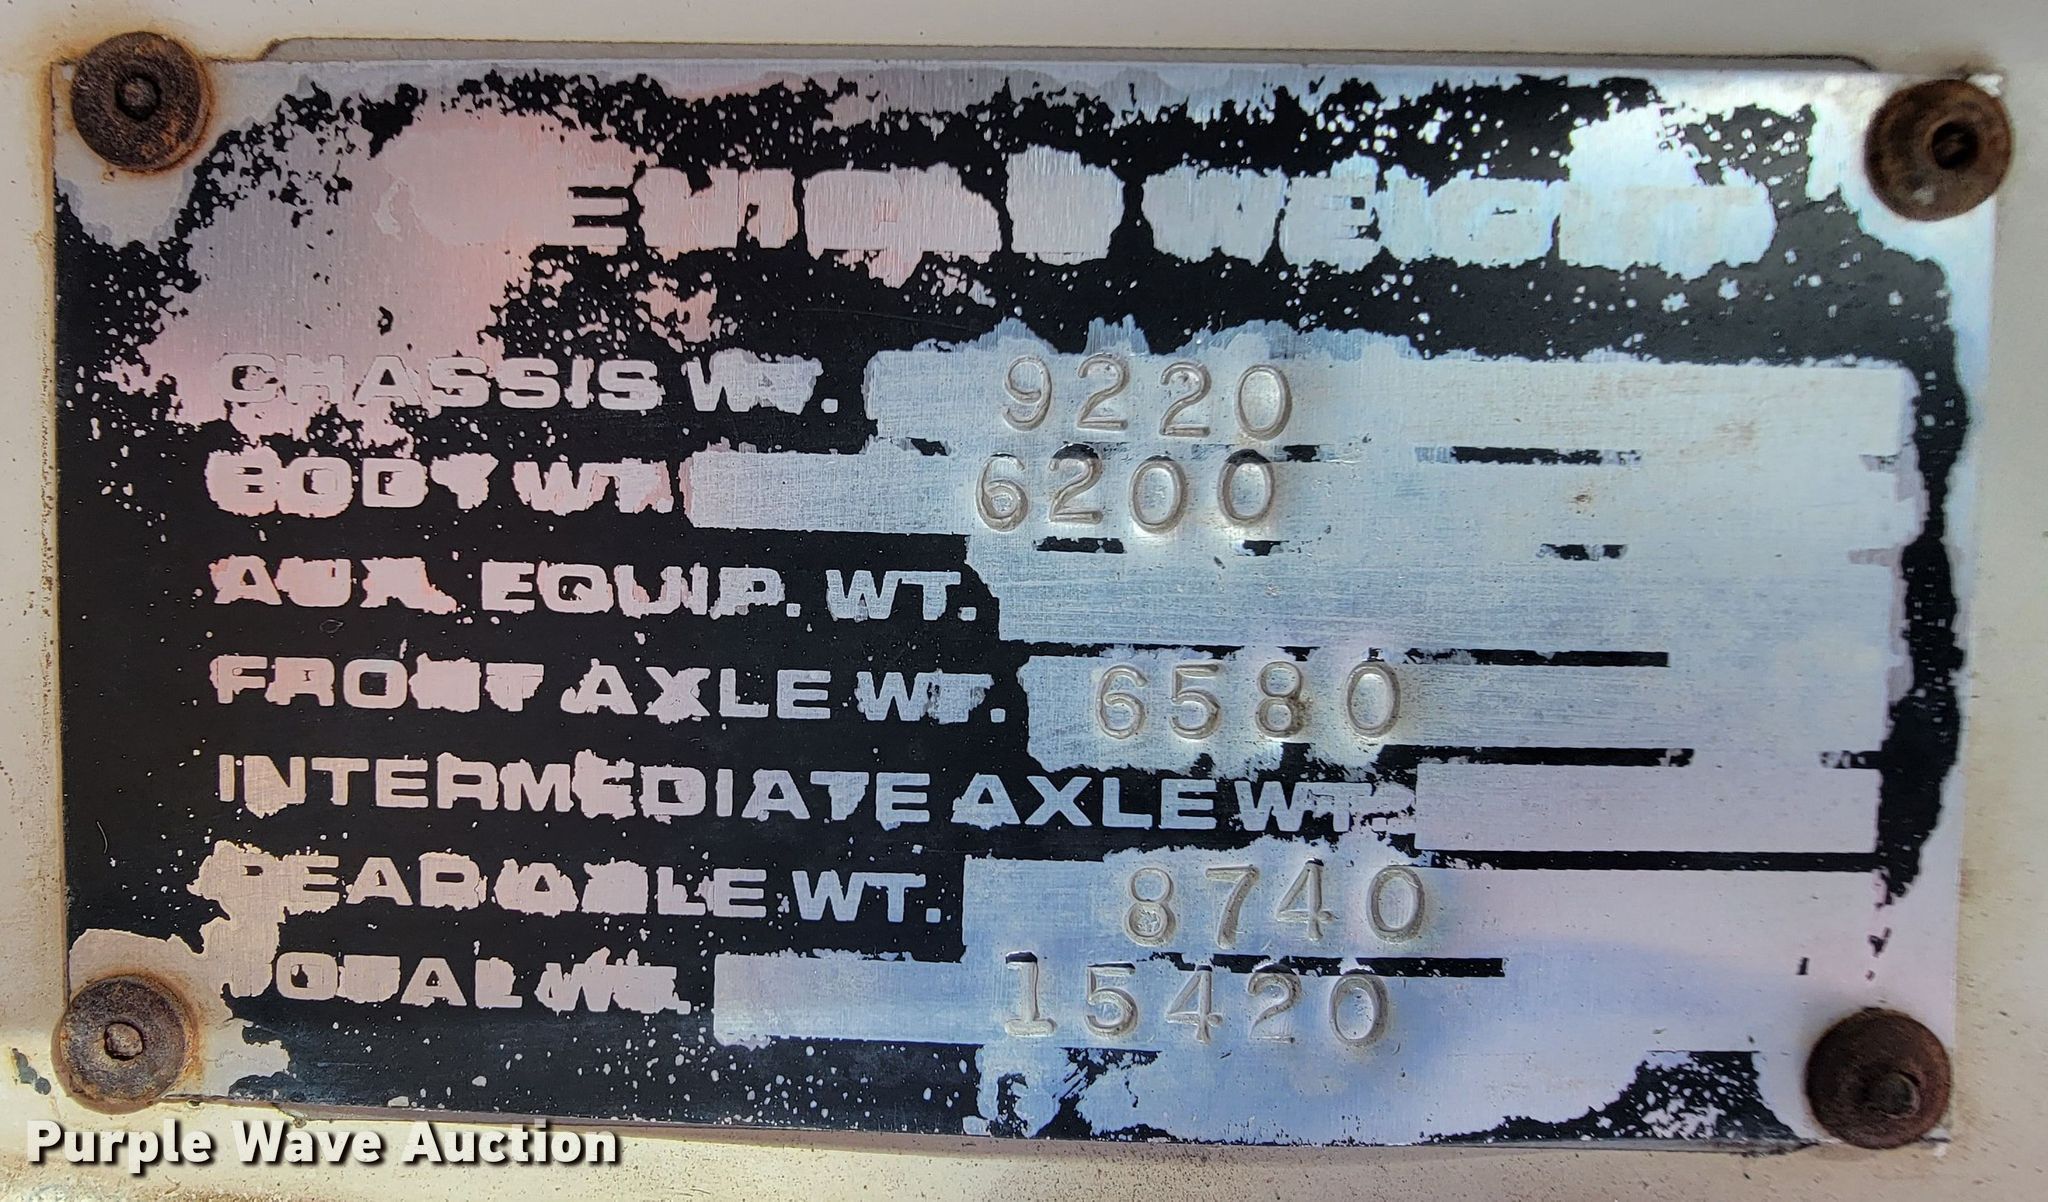 CHASSIS WT. 9220
BODY WT. 6200
AUX. EQUIP. WT.
FRONT AXLE WT. 6580
INTERMEDIATE AXLE WT.
REAR AXLE WT. 8740
TOTAL WT. 15420
Purple Wave Auction